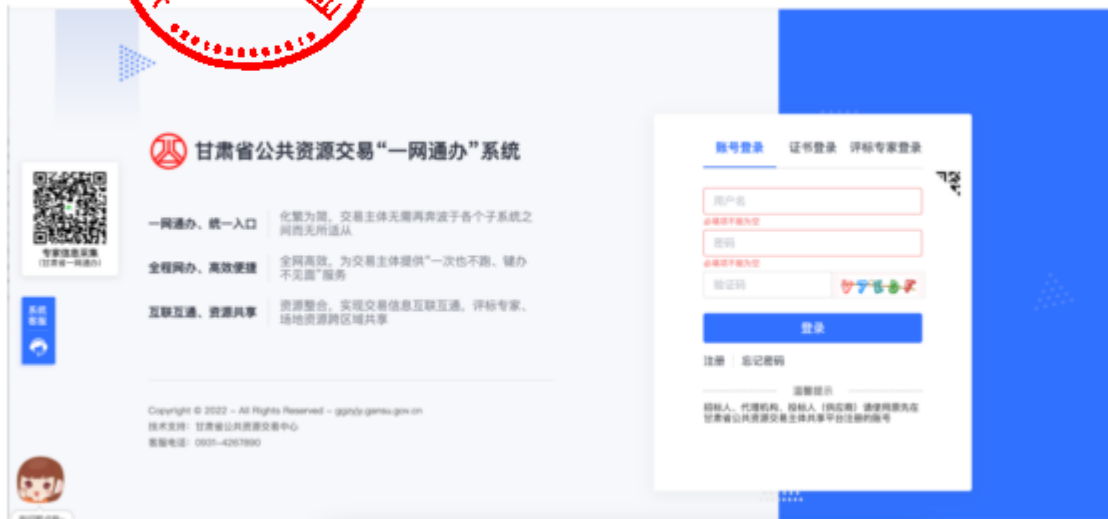 甘肃省公共资源交易“一网通办”系统
一网通办、统一入口
化繁为简，交易主体无需再奔波于各个子系统之
间而无所适从
全程网办、高效便捷
全网高效，为交易主体提供“一次也不跑、键办
不见面”服务
互联互通、资源共享
资源整合，实现交易信息互联互通，评标专家、
场地资源跨区域共享
Copyright © 2022 - All Rights Reserved - ggzyjy.gansu.gov.cn
技术支持：甘肃省公共资源交易中心
客服电话：0931-4267890
专家信息采集
(甘肃省一网通办)
系统
客服
账号登录 证书登录 评标专家登录
用户名
必填项不能为空
密码
必填项不能为空
验证码
登录
注册 忘记密码
温馨提示
招标人、代理机构、投标人（供应商）请使用原先在
甘肃省公共资源交易主体共享平台注册的账号